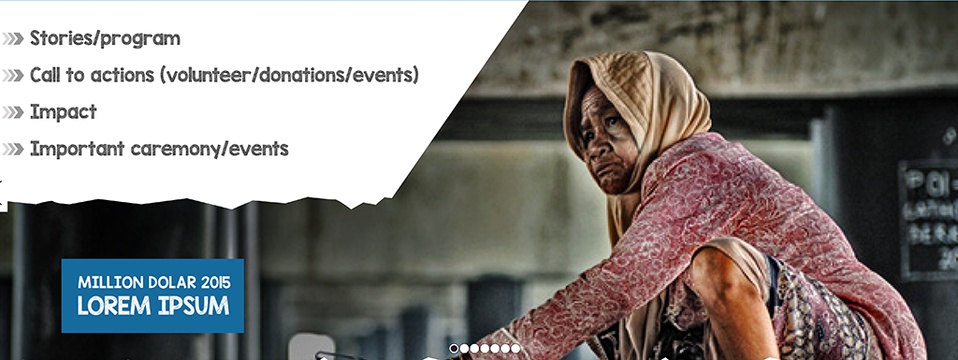 Stories/program
Call to actions (volunteer/donations/events)
Impact
Important caremony/events
MILLION DOLAR 2015
LOREM IPSUM